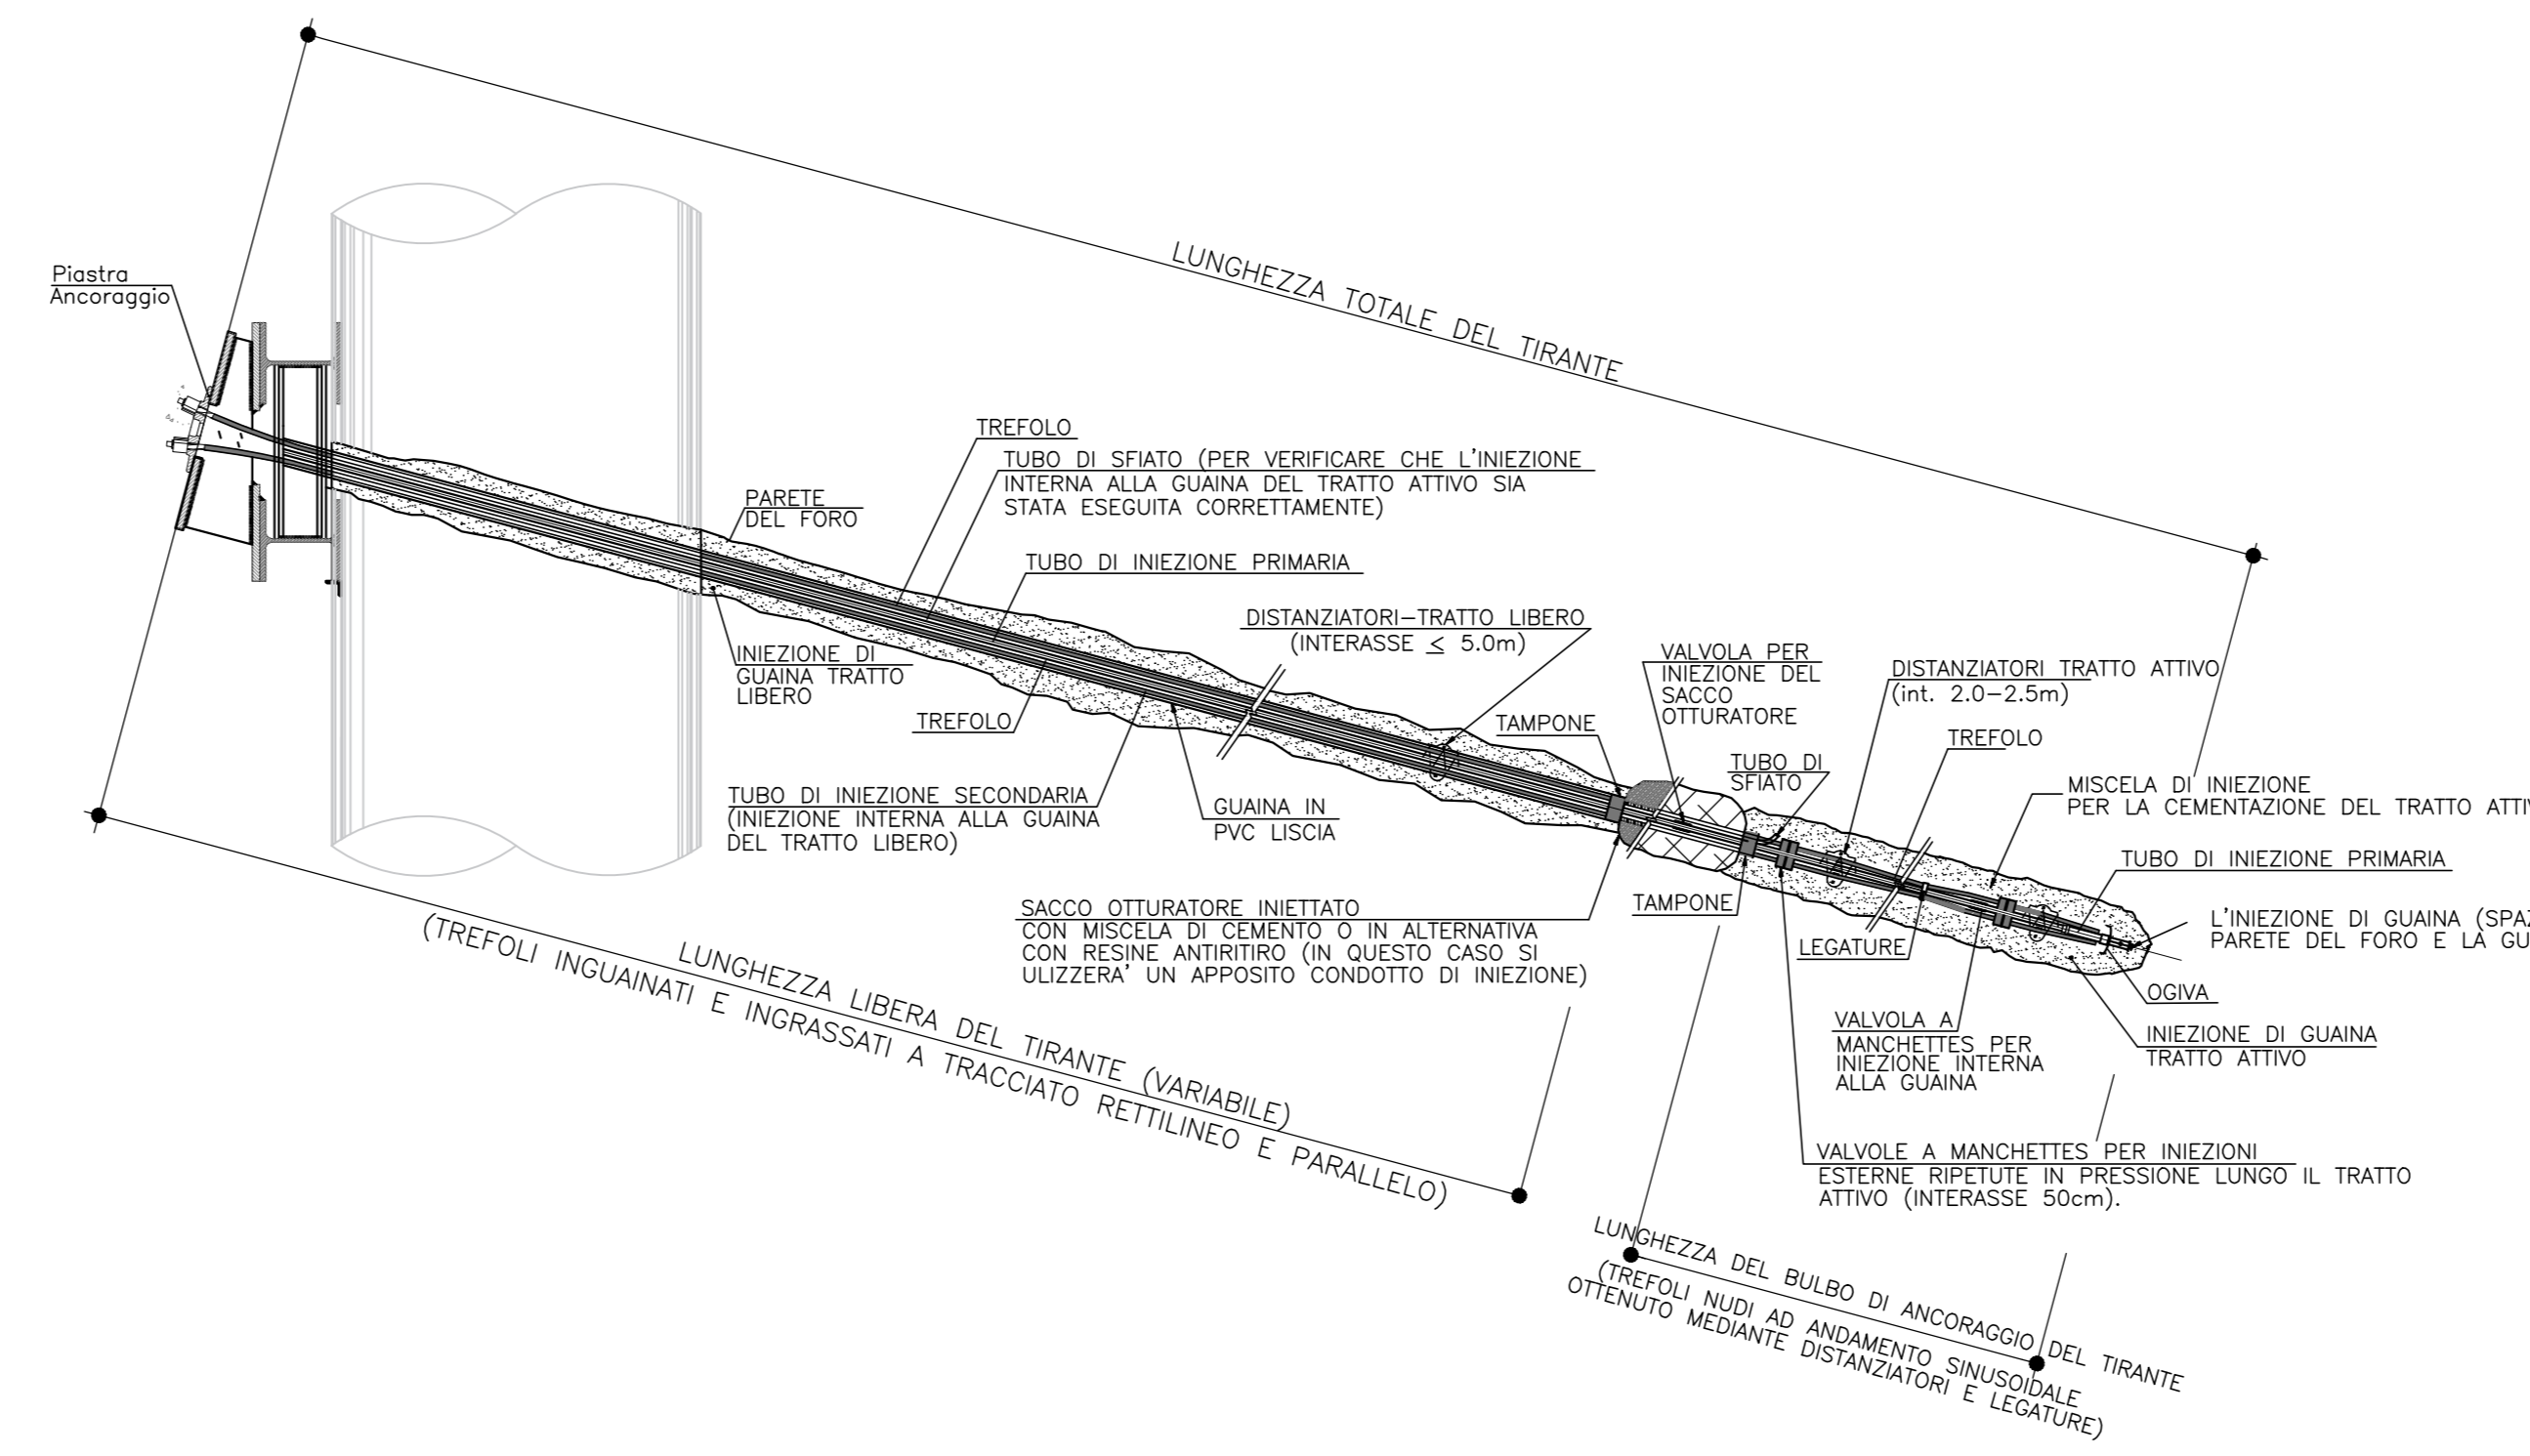 LUNGHEZZA TOTALE DEL TIRANTE
Piastra
Ancoraggio
TREFOLO
TUBO DI SFIATO (PER VERIFICARE CHE L'INIEZIONE
INTERNA ALLA GUAINA DEL TRATTO ATTIVO SIA
STATA ESEGUITA CORRETTAMENTE)
PARETE
DEL FORO
TUBO DI INIEZIONE PRIMARIA
DISTANZIATORI-TRATTO LIBERO
(INTERASSE ≤ 5.0m)
INIEZIONE DI
GUAINA TRATTO
LIBERO
VALVOLA PER
INIEZIONE DEL
SACCO
OTTURATORE
DISTANZIATORI TRATTO ATTIVO
(int. 2.0-2.5m)
TREFOLO
TAMPONE
TREFOLO
TUBO DI
SFIATO
MISCELA DI INIEZIONE
PER LA CEMENTAZIONE DEL TRATTO
TUBO DI INIEZIONE SECONDARIA
(INIEZIONE INTERNA ALLA GUAINA
DEL TRATTO LIBERO)
GUAINA IN
PVC LISCIA
TUBO DI INIEZIONE PRIMARIA
SACCO OTTURATORE INIETTATO
CON MISCELA DI CEMENTO O IN ALTERNATIVA
CON RESINE ANTIRITIRO (IN QUESTO CASO SI
ULIZZERA' UN APPOSITO CONDOTTO DI INIEZIONE)
TAMPONE
LEGATURE
L'INIEZIONE DI GUAINA
PARETE DEL FORO E LA
OGIVA
VALVOLA A
MANCHETTES PER
INIEZIONE INTERNA
ALLA GUAINA
INIEZIONE DI GUAINA
TRATTO ATTIVO
LUNGHEZZA LIBERA DEL TIRANTE (VARIABILE)
(TREFOLI INGUAINATI E INGRASSATI A TRACCIATO RETTILINEO E PARALLELO)
VALVOLE A MANCHETTES PER INIEZIONI
ESTERNE RIPETUTE IN PRESSIONE LUNGO IL TRATTO
ATTIVO (INTERASSE 50cm).
LUNGHEZZA DEL BULBO DI ANCORAGGIO DEL TIRANTE
(TREFOLI NUDI AD ANDAMENTO SINUSOIDALE
OTTENUTO MEDIANTE DISTANZIATORI E LEGATURE)